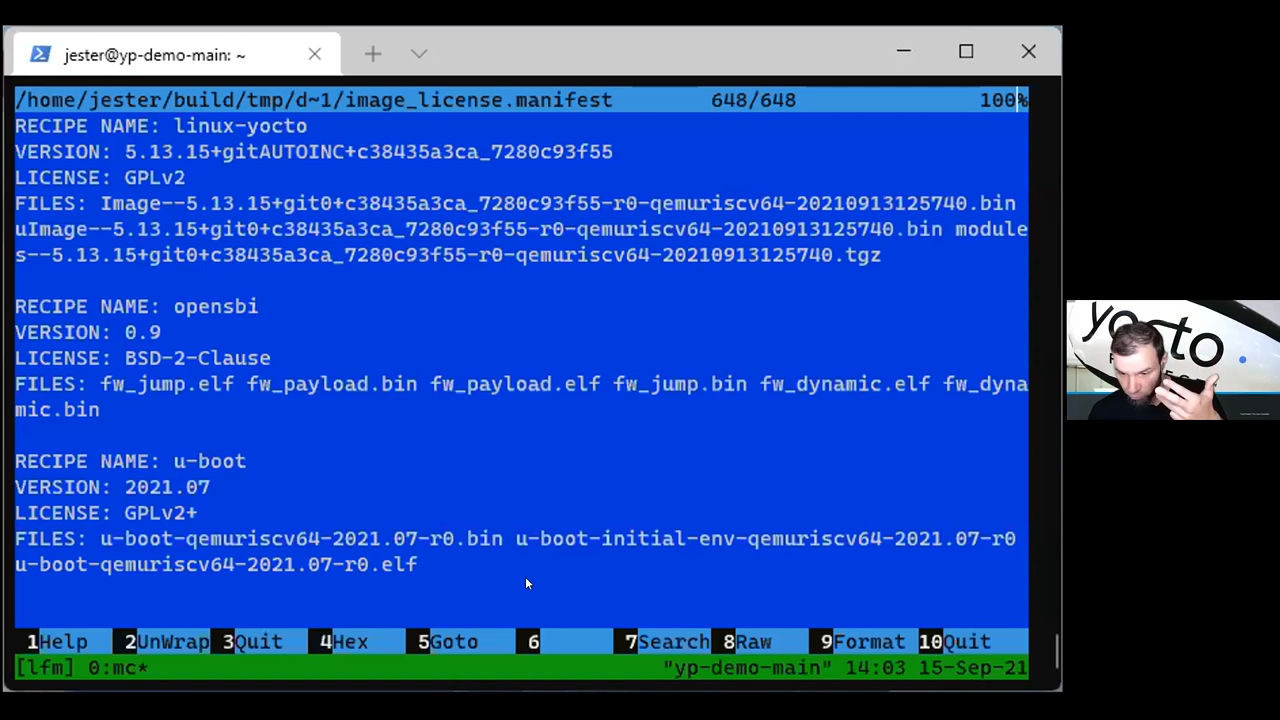 jester@yp-demo-main: ~
/home/jester/build/tmp/d~1/image_license.manifest 648/648 100%
RECIPE NAME: linux-yocto
VERSION: 5.13.15+gitAUTOINC+c38435a3ca_7280c93f55
LICENSE: GPLv2
FILES: Image--5.13.15+git0+c38435a3ca_7280c93f55-r0-qemuriscv64-20210913125740.bin
uImage--5.13.15+git0+c38435a3ca_7280c93f55-r0-qemuriscv64-20210913125740.bin module
s--5.13.15+git0+c38435a3ca_7280c93f55-r0-qemuriscv64-20210913125740.tgz
RECIPE NAME: opensbi
VERSION: 0.9
LICENSE: BSD-2-Clause
FILES: fw_jump.elf fw_payload.bin fw_payload.elf fw_jump.bin fw_dynamic.elf fw_dyna
mic.bin
RECIPE NAME: u-boot
VERSION: 2021.07
LICENSE: GPLv2+
FILES: u-boot-qemuriscv64-2021.07-r0.bin u-boot-initial-env-qemuriscv64-2021.07-r0
u-boot-qemuriscv64-2021.07-r0.elf
1Help 2UnWrap 3Quit 4Hex 5Goto 6 7Search 8Raw 9Format 10Quit
[lfm] 0:mc* "yp-demo-main" 14:03 15-Sep-21
yocto